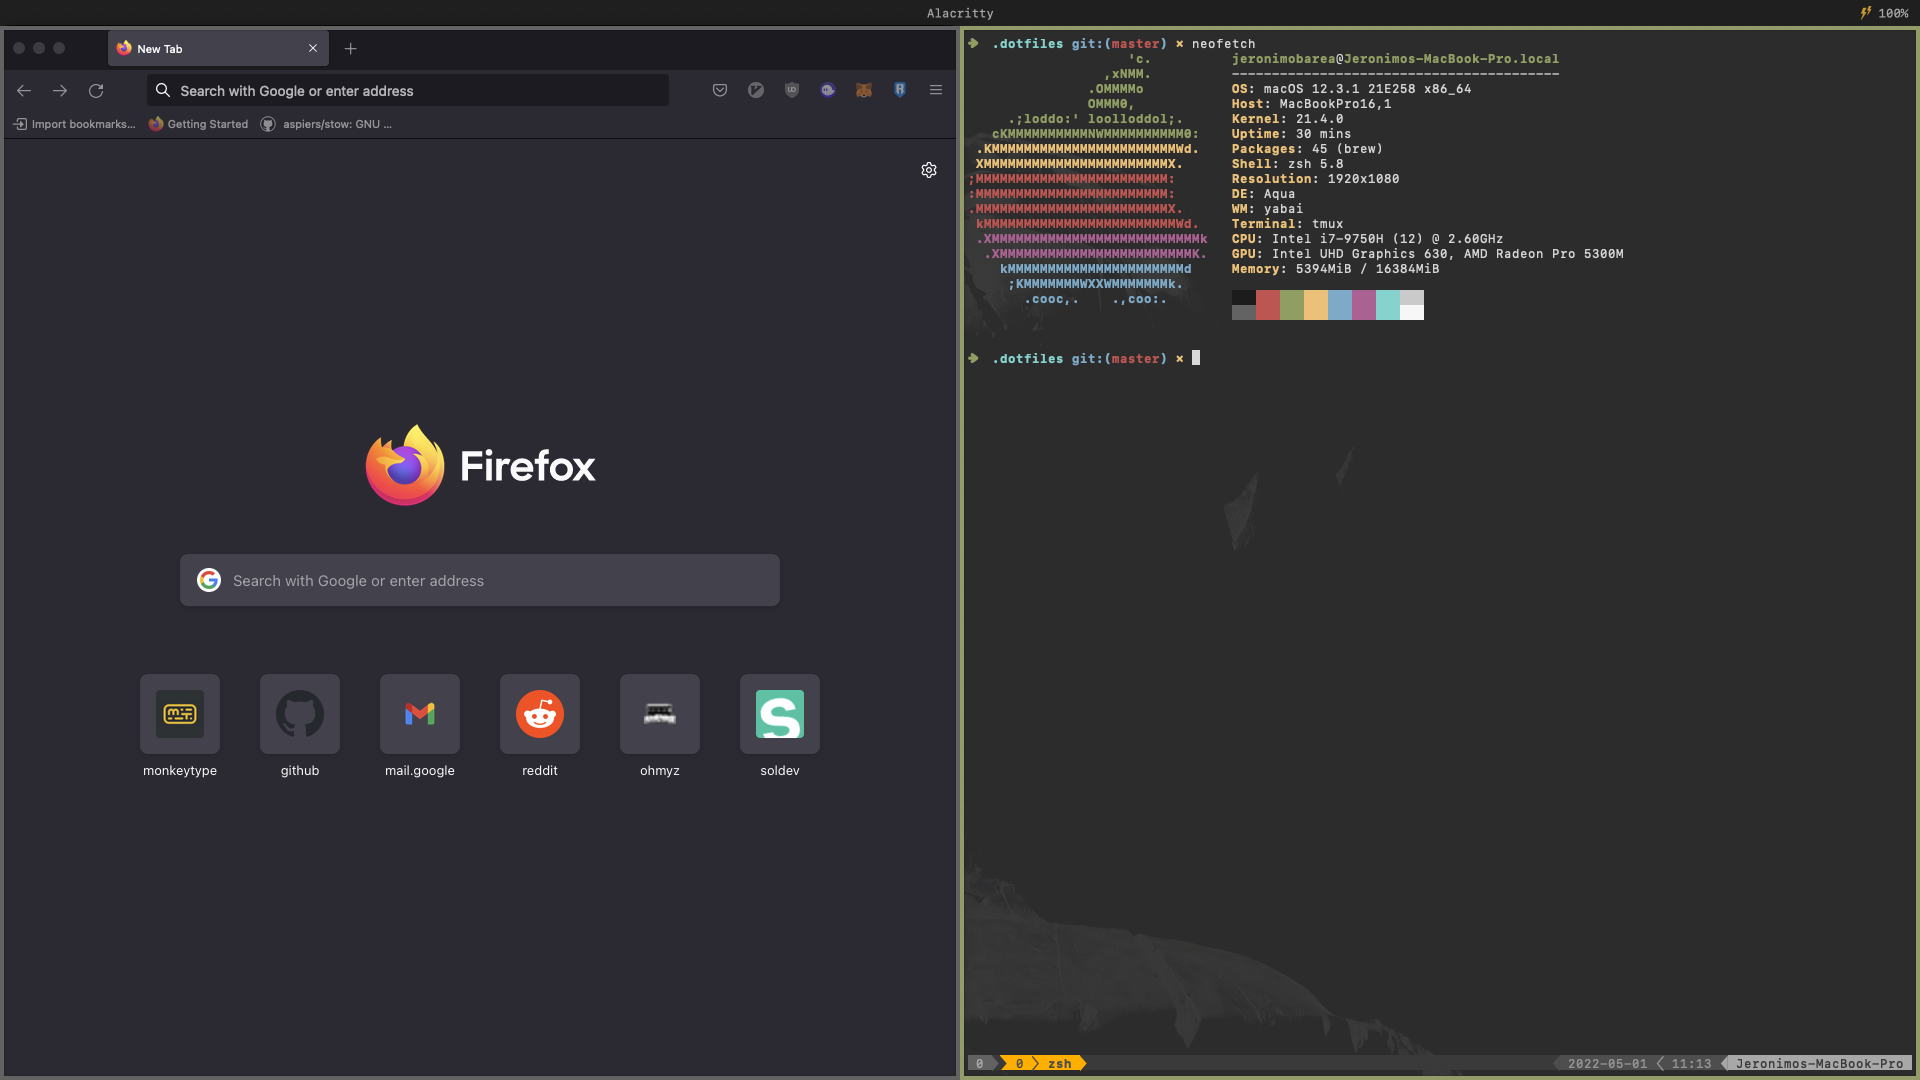 Alacritty
100%
New Tab
Search with Google or enter address
Import bookmarks...
Getting Started
aspiers/stow: GNU ...
Firefox
Search with Google or enter address
monkeytype
github
mail.google
reddit
ohmyz
soldev
.dotfiles git:(master) × neofetch
'c.
,xNMM.
.OMMMMo
OMMM0,
.;loddo:' loolloddol;.
cKMMMMMMMMMMNWMMMMMMMMMM0:
.KMMMMMMMMMMMMMMMMMMMMMMMWd.
XMMMMMMMMMMMMMMMMMMMMMMMX.
;MMMMMMMMMMMMMMMMMMMMMMMM:
:MMMMMMMMMMMMMMMMMMMMMMMM:
.MMMMMMMMMMMMMMMMMMMMMMMMX.
kMMMMMMMMMMMMMMMMMMMMMMMMWd.
.XMMMMMMMMMMMMMMMMMMMMMMMMMMk
.XMMMMMMMMMMMMMMMMMMMMMMMMK.
kMMMMMMMMMMMMMMMMMMMMMMd
;KMMMMMMMWXXWMMMMMMMk.
.cooc,. .,coo:.
jeronimobarea@Jeronimos-MacBook-Pro.local
-----------------------------------------
OS: macOS 12.3.1 21E258 x86_64
Host: MacBookPro16,1
Kernel: 21.4.0
Uptime: 30 mins
Packages: 45 (brew)
Shell: zsh 5.8
Resolution: 1920x1080
DE: Aqua
WM: yabai
Terminal: tmux
CPU: Intel i7-9750H (12) @ 2.60GHz
GPU: Intel UHD Graphics 630, AMD Radeon Pro 5300M
Memory: 5394MiB / 16384MiB
.dotfiles git:(master) ×
0 0 zsh
2022-05-01 11:13 Jeronimos-MacBook-Pro